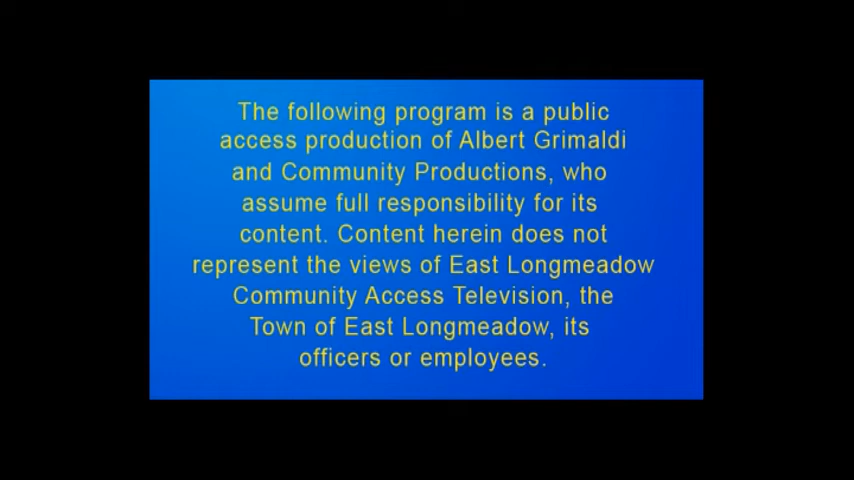 The following program is a public
access production of Albert Grimaldi
and Community Productions, who
assume full responsibility for its
content. Content herein does not
represent the views of East Longmeadow
Community Access Television, the
Town of East Longmeadow, its
officers or employees.